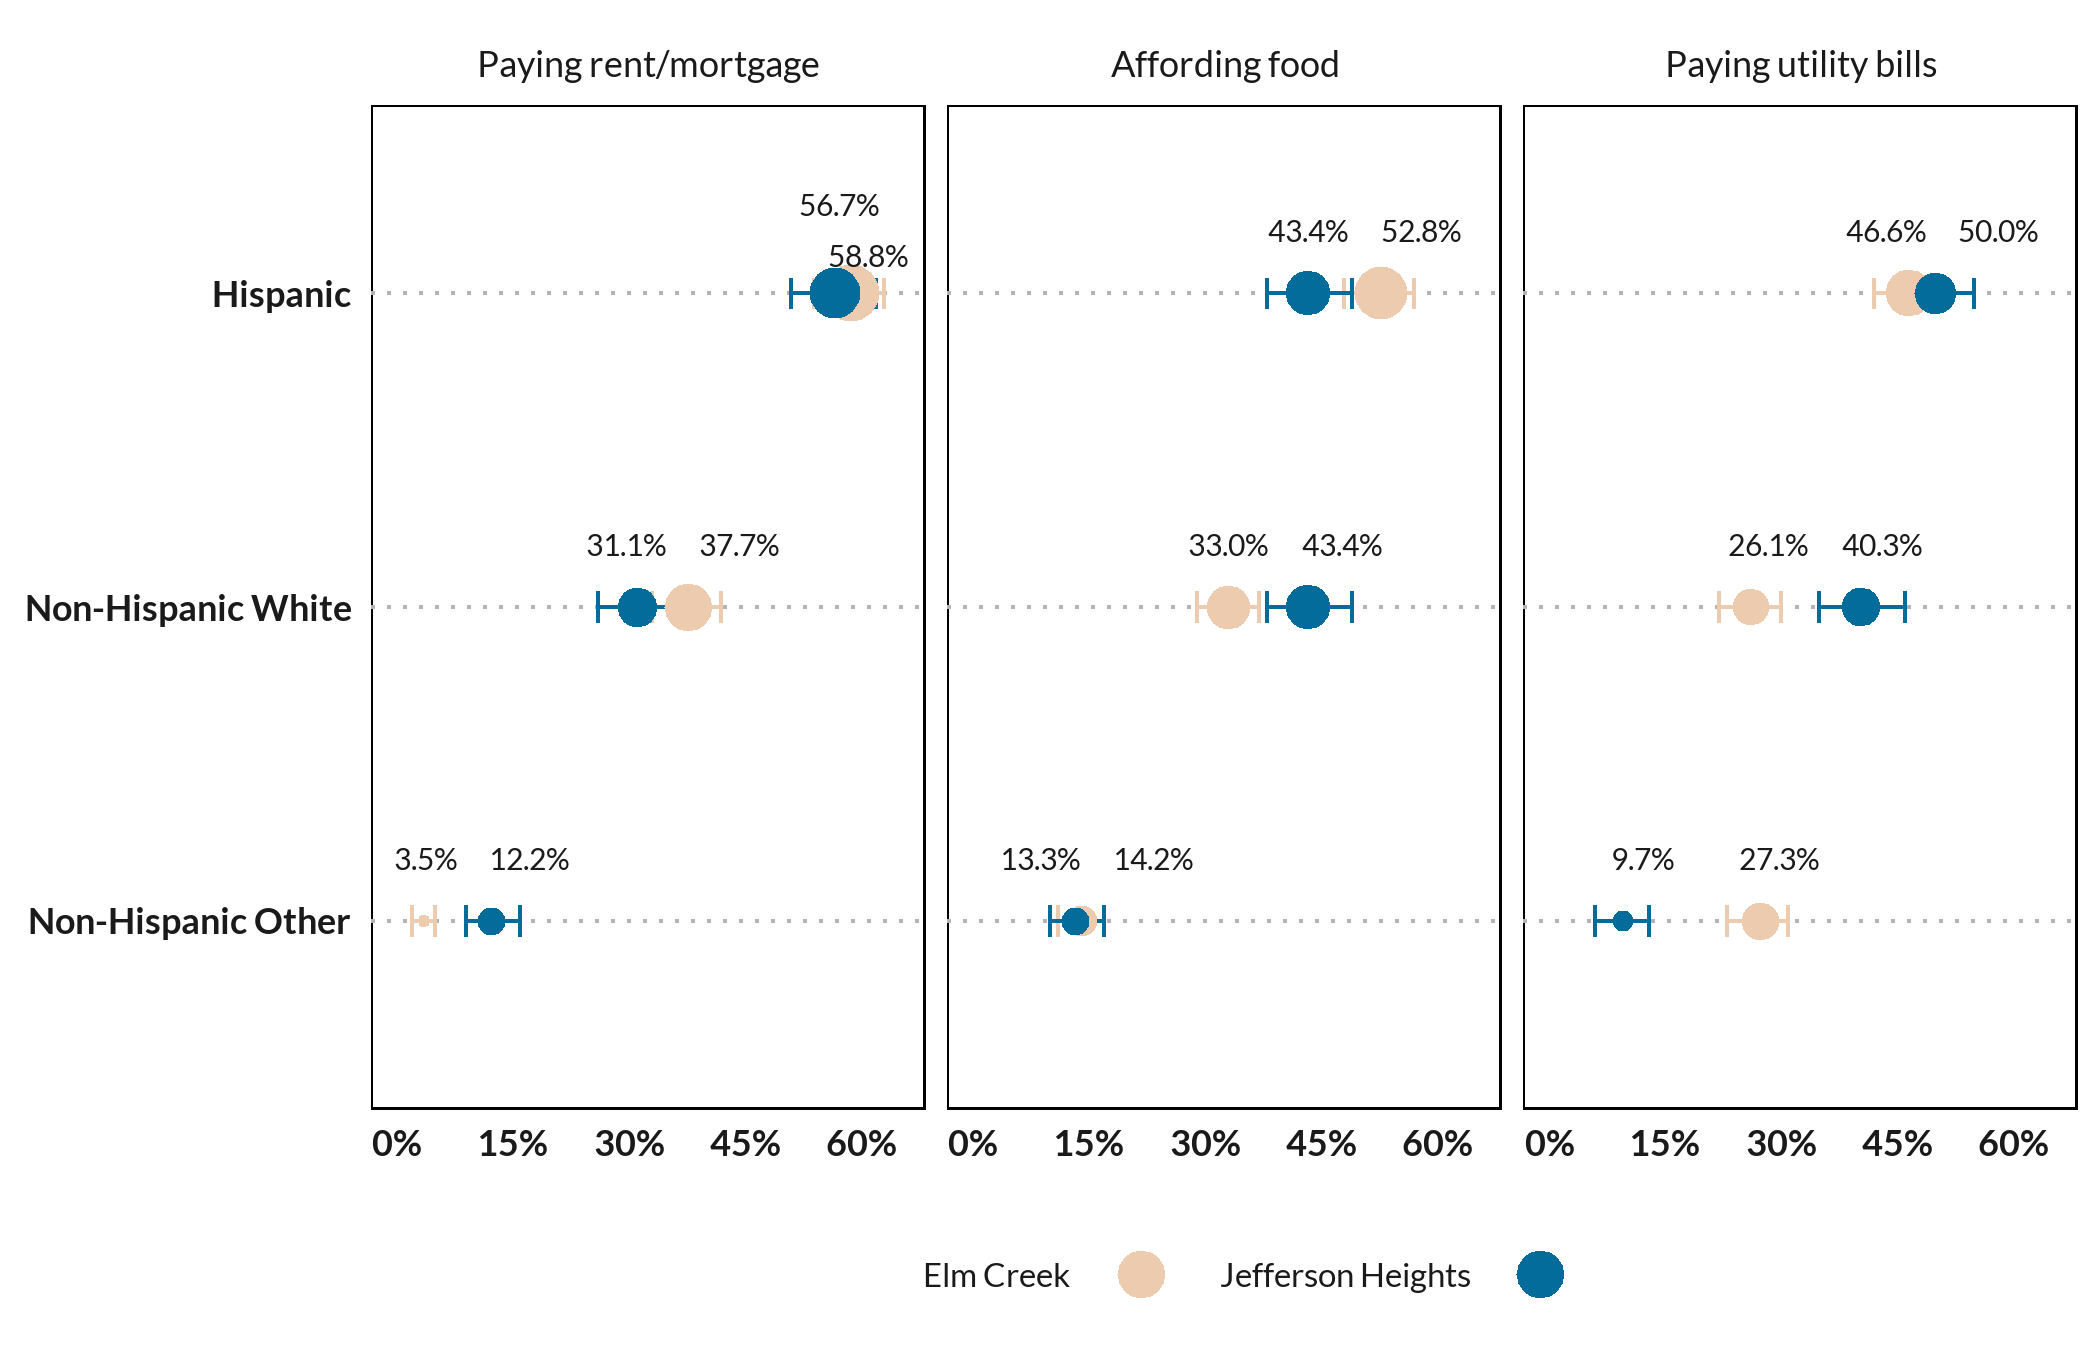 Paying rent/mortgage
Affording food
Paying utility bills
Hispanic
56.7%
58.8%
43.4% 52.8%
46.6% 50.0%
Non-Hispanic White
31.1% 37.7%
33.0% 43.4%
26.1% 40.3%
Non-Hispanic Other
3.5% 12.2%
13.3% 14.2%
9.7% 27.3%
0% 15% 30% 45% 60%
0% 15% 30% 45% 60%
0% 15% 30% 45% 60%
Elm Creek
Jefferson Heights